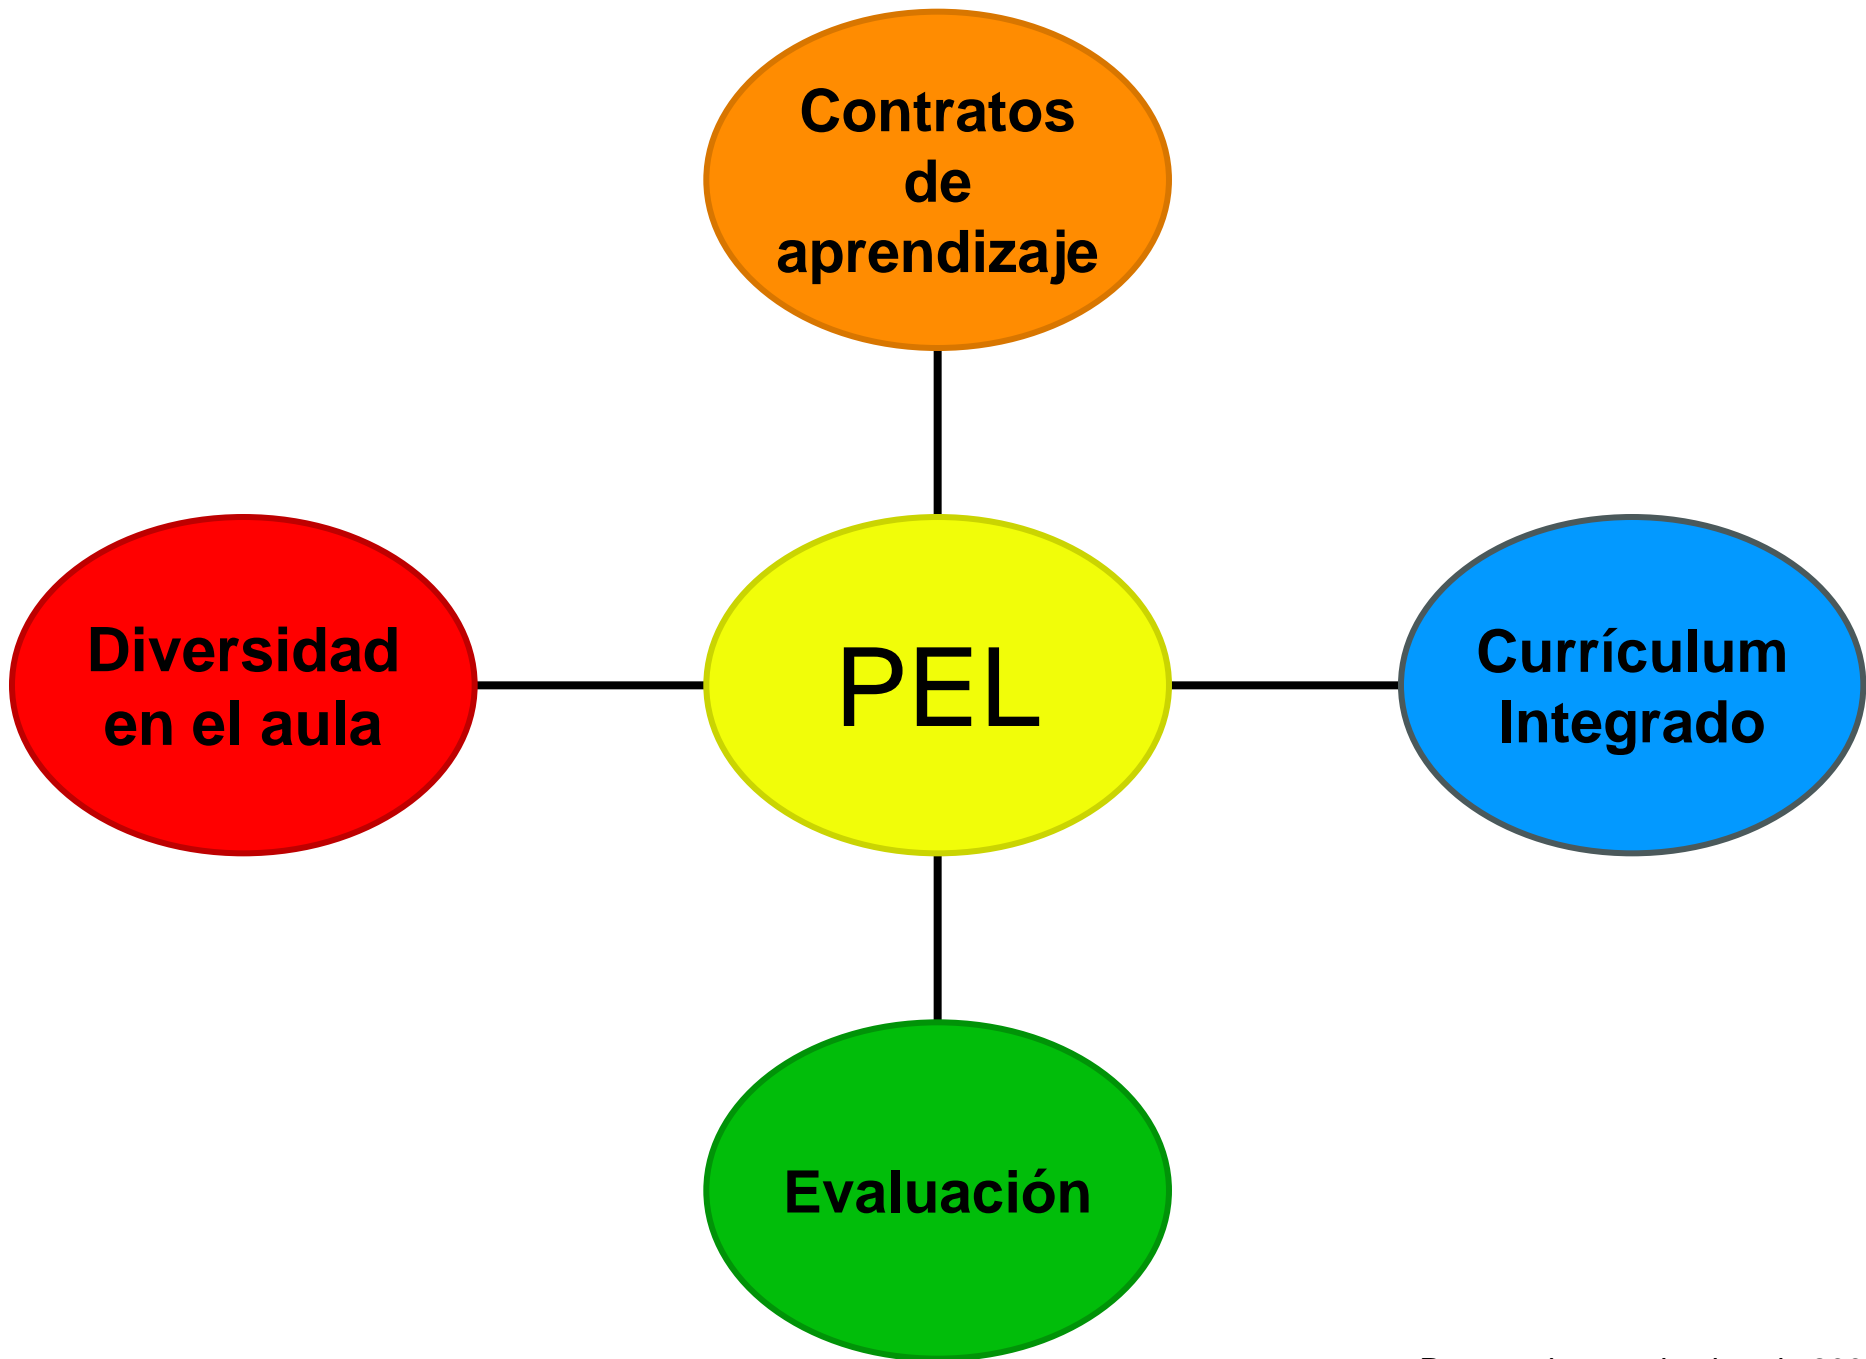 Contratos
de
aprendizaje
Diversidad
en el aula
PEL
Currículum
Integrado
Evaluación